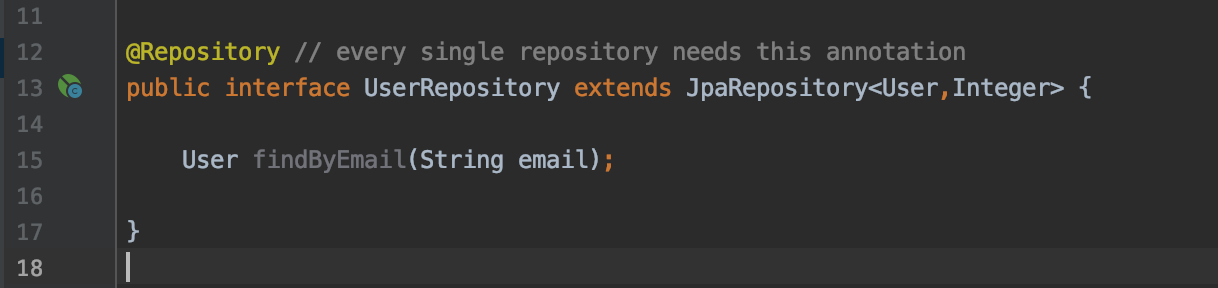 11
12 @Repository // every single repository needs this annotation
13 public interface UserRepository extends JpaRepository<User,Integer> {
14
15 User findByEmail(String email);
16
17 }
18